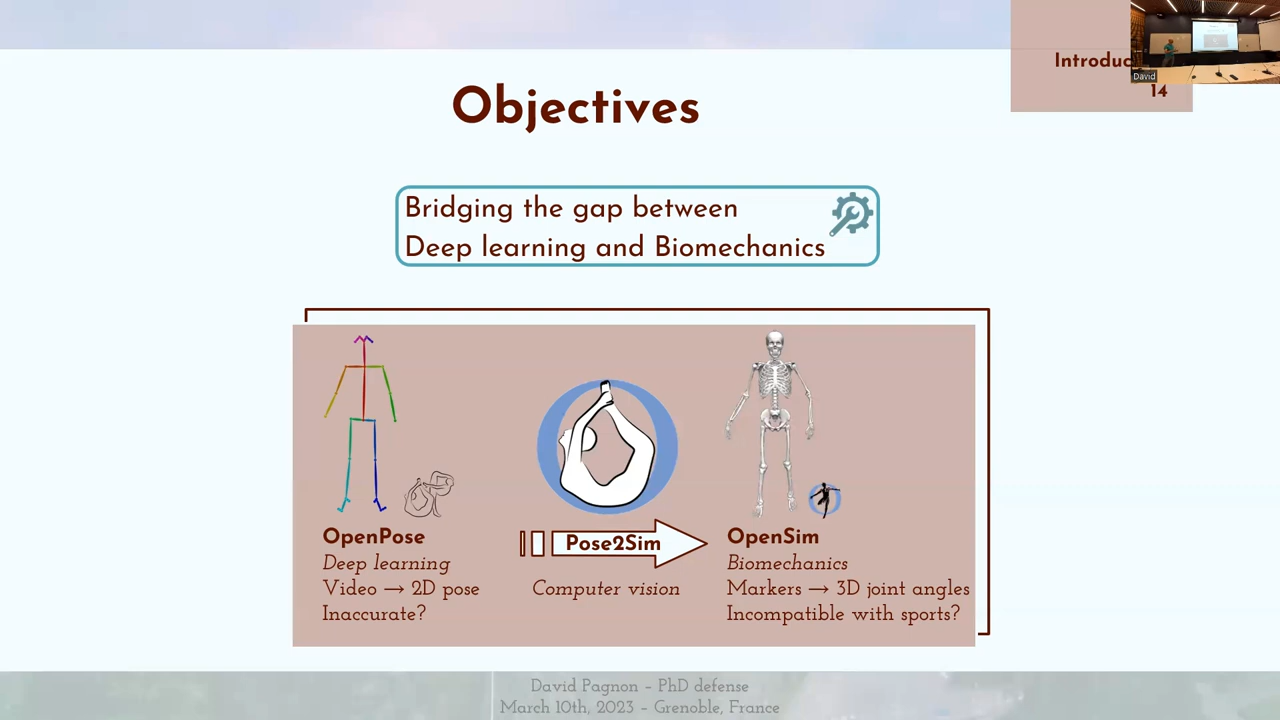 Introduc
David
14
Objectives
Bridging the gap between
Deep learning and Biomechanics
OpenPose
Deep learning
Video → 2D pose
Inaccurate?
Pose2Sim
Computer vision
OpenSim
Biomechanics
Markers → 3D joint angles
Incompatible with sports?
David Pagnon – PhD defense
March 10th, 2023 – Grenoble, France